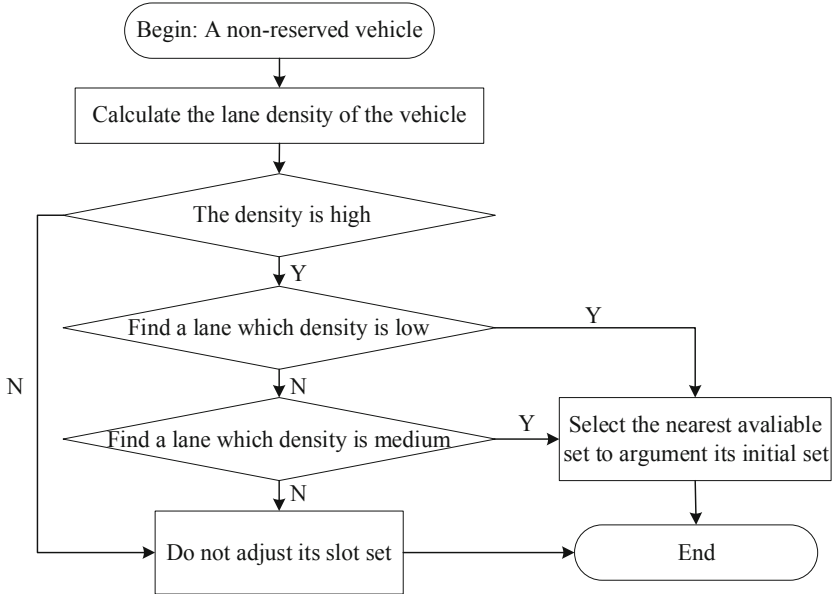 Begin: A non-reserved vehicle
Calculate the lane density of the vehicle
The density is high
Y
Find a lane which density is low
Y
N
N
Find a lane which density is medium
Y
Select the nearest avaliable
set to argument its initial set
N
Do not adjust its slot set
End